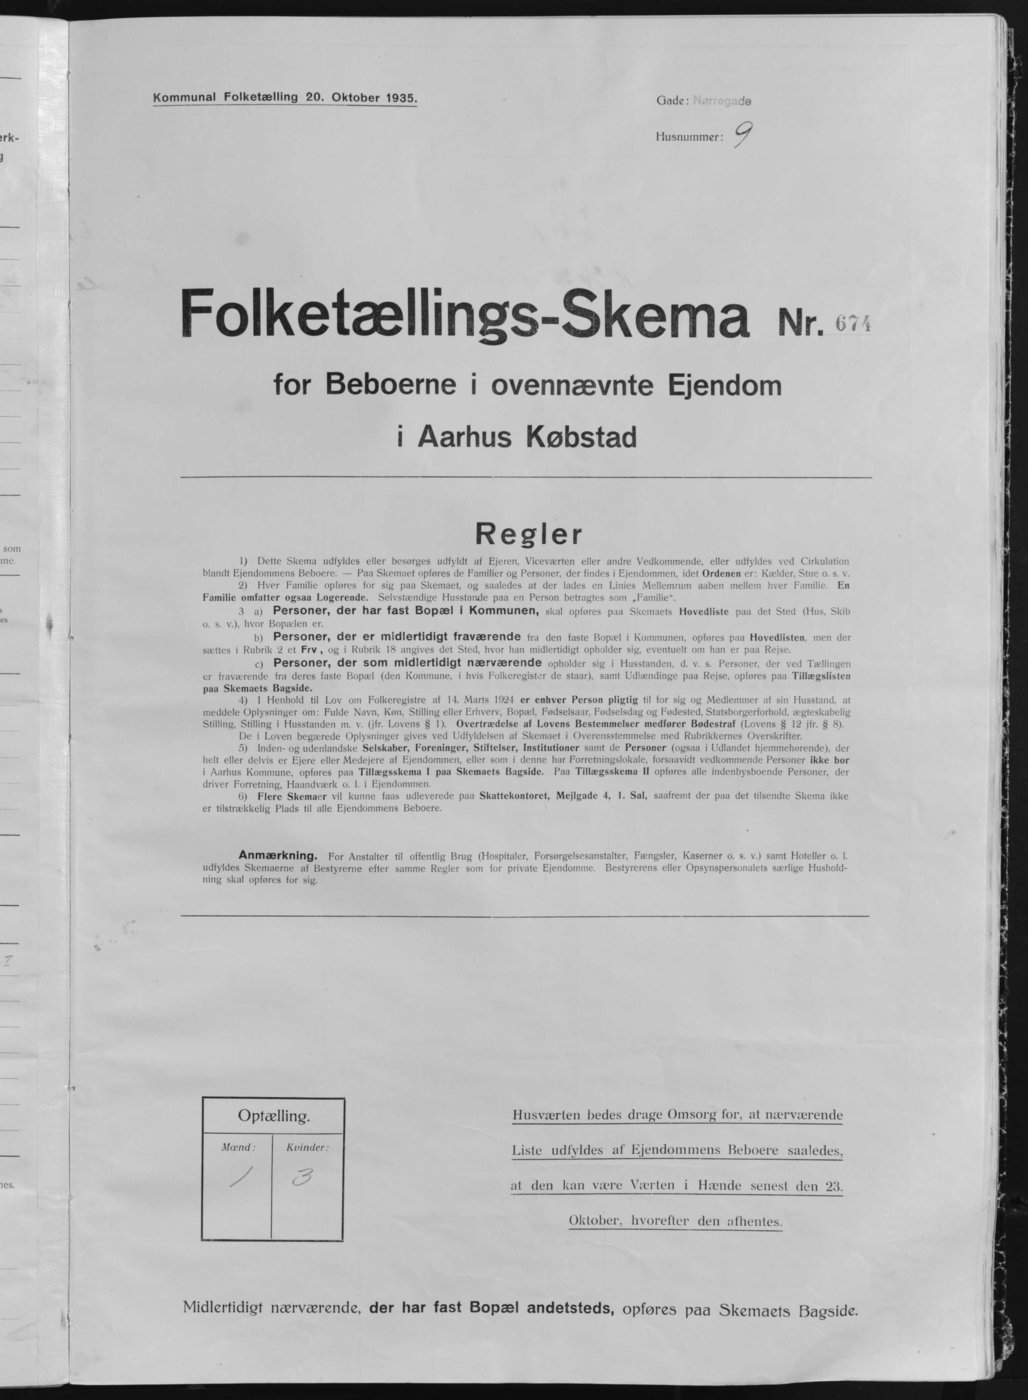 Kommunal Folketælling 20. Oktober 1935.
Gade: Nørregade
Husnummer: 9
Folketællings-Skema Nr. 674
for Beboerne i ovennævnte Ejendom
i Aarhus Købstad
Regler
1) Dette Skema udfyldes eller besørges udfyldt af Ejeren, Viceværten eller andre Vedkommende, eller udfyldes ved Cirkulation
blandt Ejendommens Beboere. — Paa Skemaet opføres de Familier og Personer, der findes i Ejendommen, idet Ordenen er: Kælder, Stue o. s. v.
2) Hver Familie opføres for sig paa Skemaet, og saaledes at der lades en Linies Mellemrum aaben mellem hver Familie. En
Familie omfatter ogsaa Logerende. Selvstændige Husstande paa en Person betragtes som „Familie“.
3 a) Personer, der har fast Bopæl i Kommunen, skal opføres paa Skemaets Hovedliste paa det Sted (Hus, Skib
o. s. v.), hvor Bopælen er.
b) Personer, der er midlertidigt fraværende fra den faste Bopæl i Kommunen, opføres paa Hovedlisten, men der
sættes i Rubrik 2 et Frv, og i Rubrik 18 angives det Sted, hvor han midlertidigt opholder sig, eventuelt om han er paa Rejse.
c) Personer, der som midlertidigt nærværende opholder sig i Husstanden, d. v. s. Personer, der ved Tællingen
er fraværende fra deres faste Bopæl (den Kommune, i hvis Folkeregister de staar), samt Udlændinge paa Rejse, opføres paa Tillægslisten
paa Skemaets Bagside.
4) I Henhold til Lov om Folkeregistre af 14. Marts 1924 er enhver Person pligtig til for sig og Medlemmer af sin Husstand, at
meddele Oplysninger om: Fulde Navn, Køn, Stilling eller Erhverv, Bopæl, Fødselsaar, Fødselsdag og Fødested, Statsborgerforhold, ægteskabelig
Stilling, Stilling i Husstanden m. v. (jfr. Lovens § 1). Overtrædelse af Lovens Bestemmelser medfører Bødestraf (Lovens § 12 jfr. § 8).
De i Loven begærede Oplysninger gives ved Udfyldelsen af Skemaet i Overensstemmelse med Rubrikkernes Overskrifter.
5) Inden- og udenlandske Selskaber, Foreninger, Stiftelser, Institutioner samt de Personer (ogsaa i Udlandet hjemmehørende), der
helt eller delvis er Ejere eller Medejere af Ejendommen, eller som i denne har Forretningslokale, forsaavidt vedkommende Personer ikke bor
i Aarhus Kommune, opføres paa Tillægsskema I paa Skemaets Bagside. Paa Tillægsskema II opføres alle indenbysboende Personer, der
driver Forretning, Haandværk o. l. i Ejendommen.
6) Flere Skemaer vil kunne faas udleverede paa Skattekontoret, Mejlgade 4, 1. Sal, saafremt der paa det tilsendte Skema ikke
er tilstrækkelig Plads til alle Ejendommens Beboere.
Anmærkning. For Anstalter til offentlig Brug (Hospitaler, Forsørgelsesanstalter, Fængsler, Kaserner o. s. v.) samt Hoteller o. l.
udfyldes Skemaerne af Bestyrerne efter samme Regler som for private Ejendomme. Bestyrerens eller Opsynspersonalets særlige Hushold-
ning skal opføres for sig.
Optælling.
Mænd: Kvinder:
1 3
Husværten bedes drage Omsorg for, at nærværende
Liste udfyldes af Ejendommens Beboere saaledes,
at den kan være Værten i Hænde senest den 23.
Oktober, hvorefter den afhentes.
Midlertidigt nærværende, der har fast Bopæl andetsteds, opføres paa Skemaets Bagside.